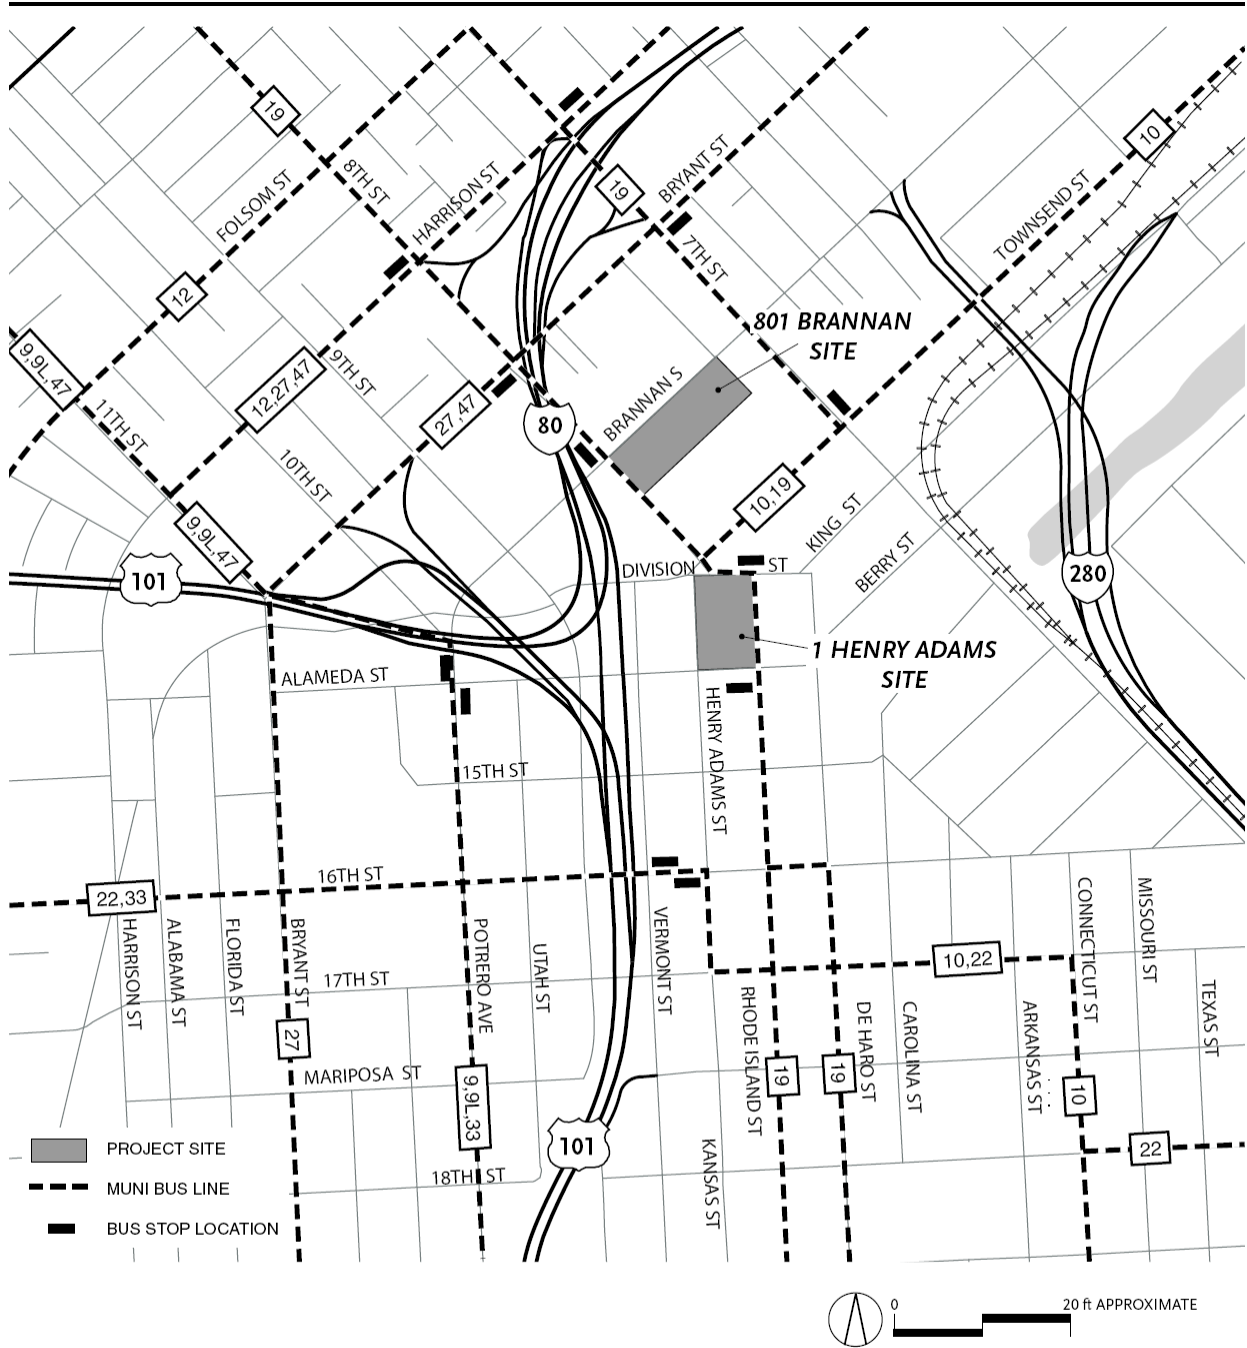 19
8TH ST
FOLSOM ST
HARRISON ST
19
BRYANT ST
10
TOWNSEND ST
12
7TH ST
9,9L,47
801 BRANNAN
SITE
9TH ST
12,27,47
27,47
11TH ST
BRANNAN S
80
10TH ST
10,19
9,9L,47
KING ST
BERRY ST
101
DIVISION
ST
280
ALAMEDA ST
1 HENRY ADAMS
SITE
HENRY ADAMS ST
15TH ST
16TH ST
22,33
HARRISON ST
ALABAMA ST
FLORIDA ST
BRYANT ST
POTRERO AVE
UTAH ST
VERMONT ST
CONNECTICUT ST
MISSOURI ST
10,22
17TH ST
RHODE ISLAND ST
DE HARO ST
CAROLINA ST
ARKANSAS ST
TEXAS ST
27
MARIPOSA ST
9,9L,33
19
19
10
101
22
KANSAS ST
18TH ST
PROJECT SITE
MUNI BUS LINE
BUS STOP LOCATION
0
20 ft APPROXIMATE